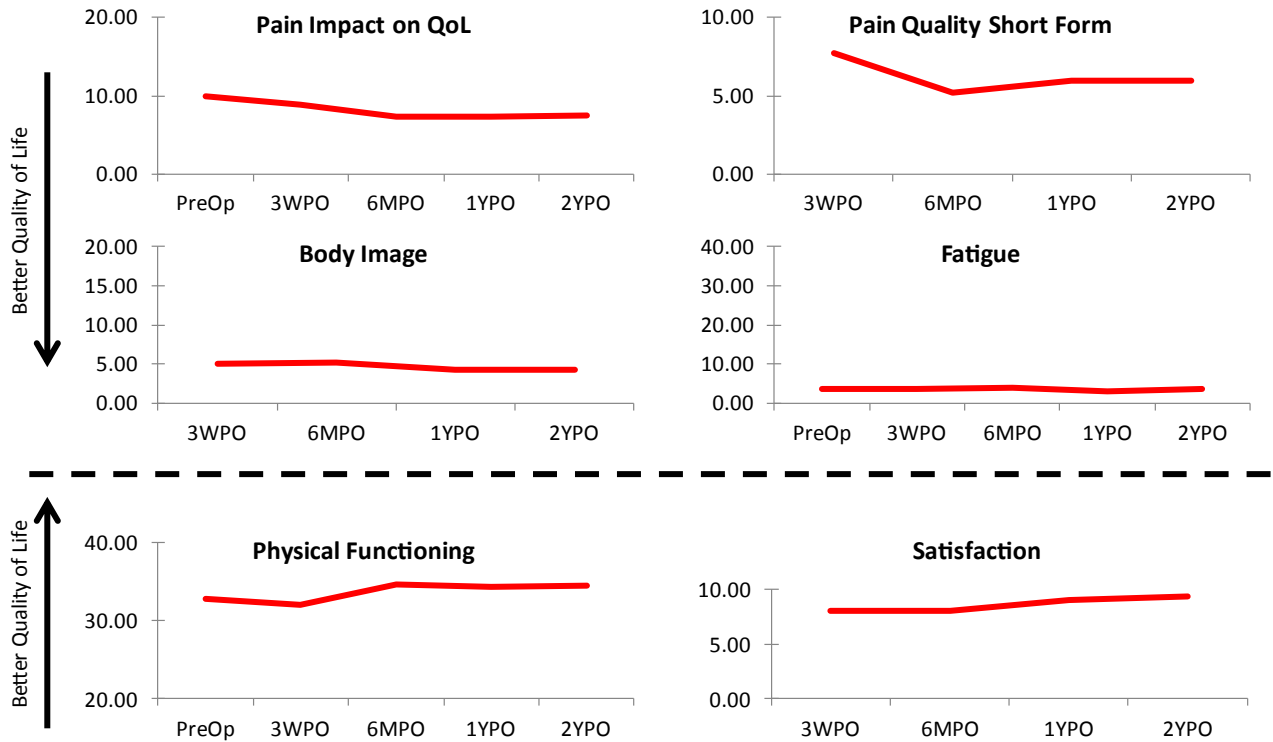 Better Quality of Life
Pain Impact on QoL
20.00
10.00
0.00
PreOp 3WPO 6MPO 1YPO 2YPO
Pain Quality Short Form
10.00
5.00
0.00
3WPO 6MPO 1YPO 2YPO
Body Image
20.00
15.00
10.00
5.00
0.00
3WPO 6MPO 1YPO 2YPO
Fatigue
40.00
30.00
20.00
10.00
0.00
PreOp 3WPO 6MPO 1YPO 2YPO
Better Quality of Life
Physical Functioning
40.00
30.00
20.00
PreOp 3WPO 6MPO 1YPO 2YPO
Satisfaction
10.00
5.00
0.00
3WPO 6MPO 1YPO 2YPO